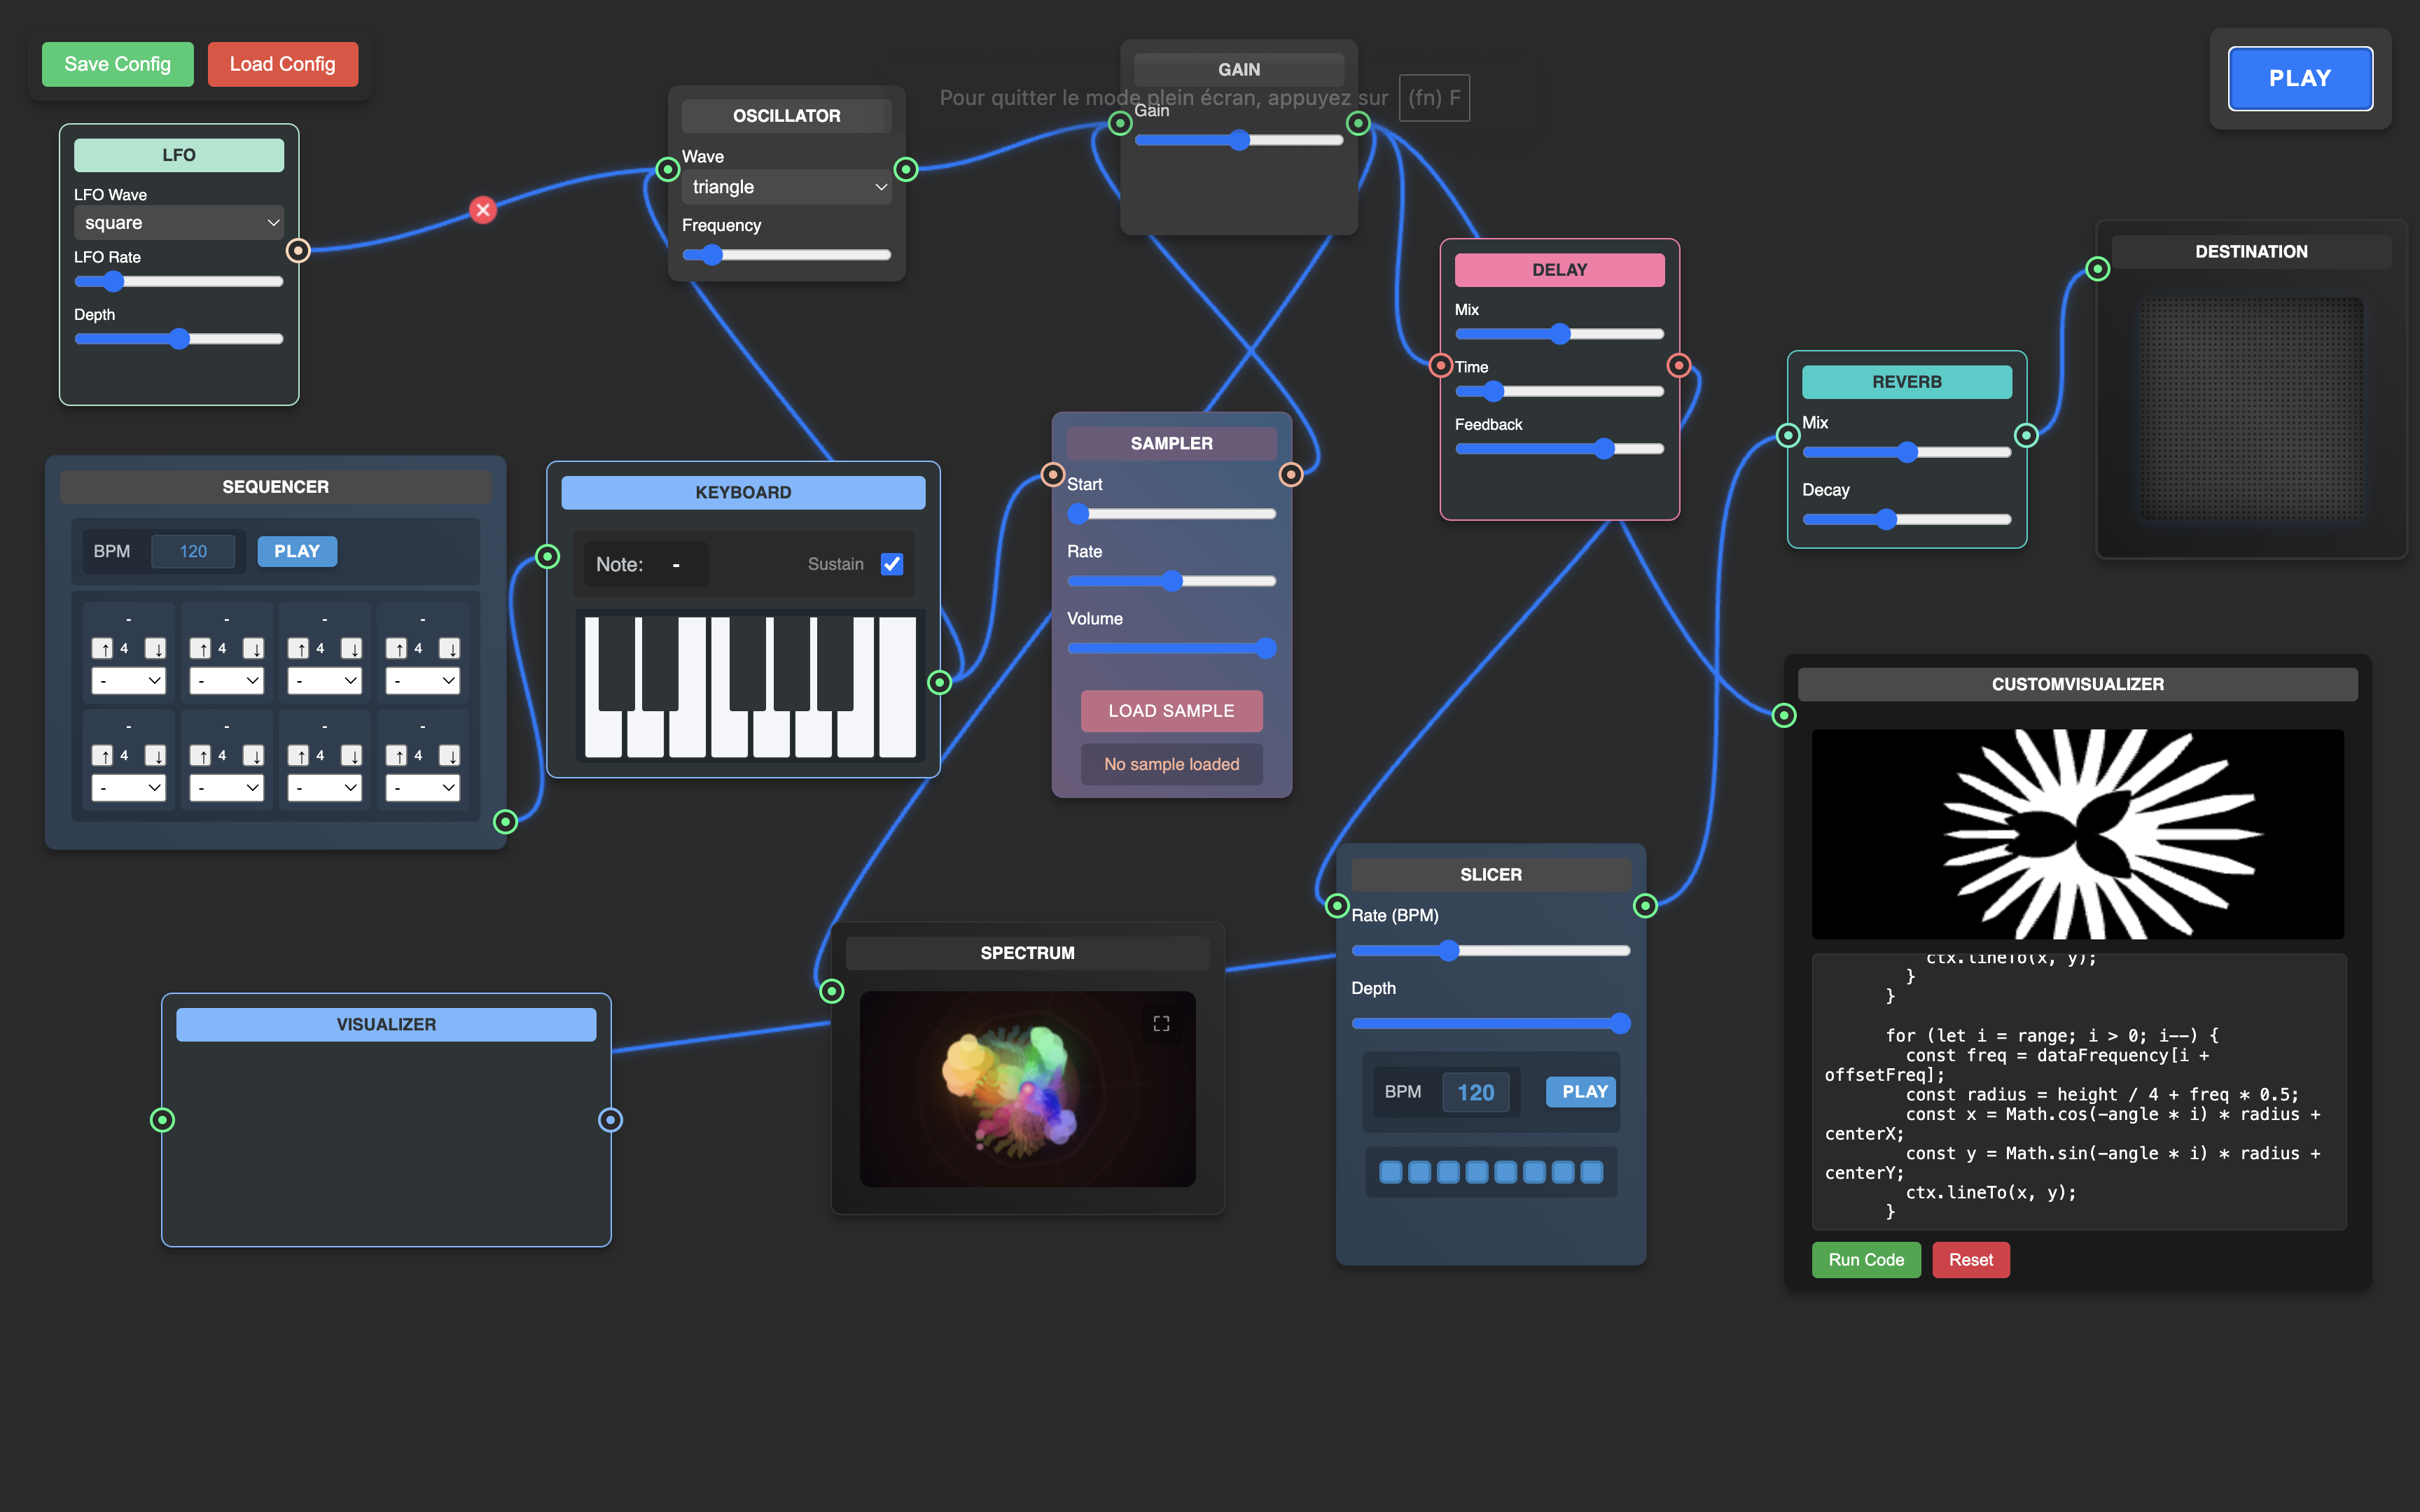 Save Config
Load Config
PLAY
LFO
LFO Wave
square
LFO Rate
Depth
OSCILLATOR
Wave
triangle
Frequency
GAIN
Gain
Pour quitter le mode plein écran, appuyez sur (fn) F
DELAY
Mix
Time
Feedback
REVERB
Mix
Decay
DESTINATION
SEQUENCER
BPM 120 PLAY
- - - -
↑ 4 ↓ ↑ 4 ↓ ↑ 4 ↓ ↑ 4 ↓
- - - -
- - - -
↑ 4 ↓ ↑ 4 ↓ ↑ 4 ↓ ↑ 4 ↓
- - - -
KEYBOARD
Note: - Sustain
SAMPLER
Start
Rate
Volume
LOAD SAMPLE
No sample loaded
CUSTOMVISUALIZER
ctx.lineTo(x, y);
}
}
for (let i = range; i > 0; i--) {
const freq = dataFrequency[i +
offsetFreq];
const radius = height / 4 + freq * 0.5;
const x = Math.cos(-angle * i) * radius +
centerX;
const y = Math.sin(-angle * i) * radius +
centerY;
ctx.lineTo(x, y);
}
Run Code
Reset
SLICER
Rate (BPM)
Depth
BPM 120 PLAY
SPECTRUM
VISUALIZER